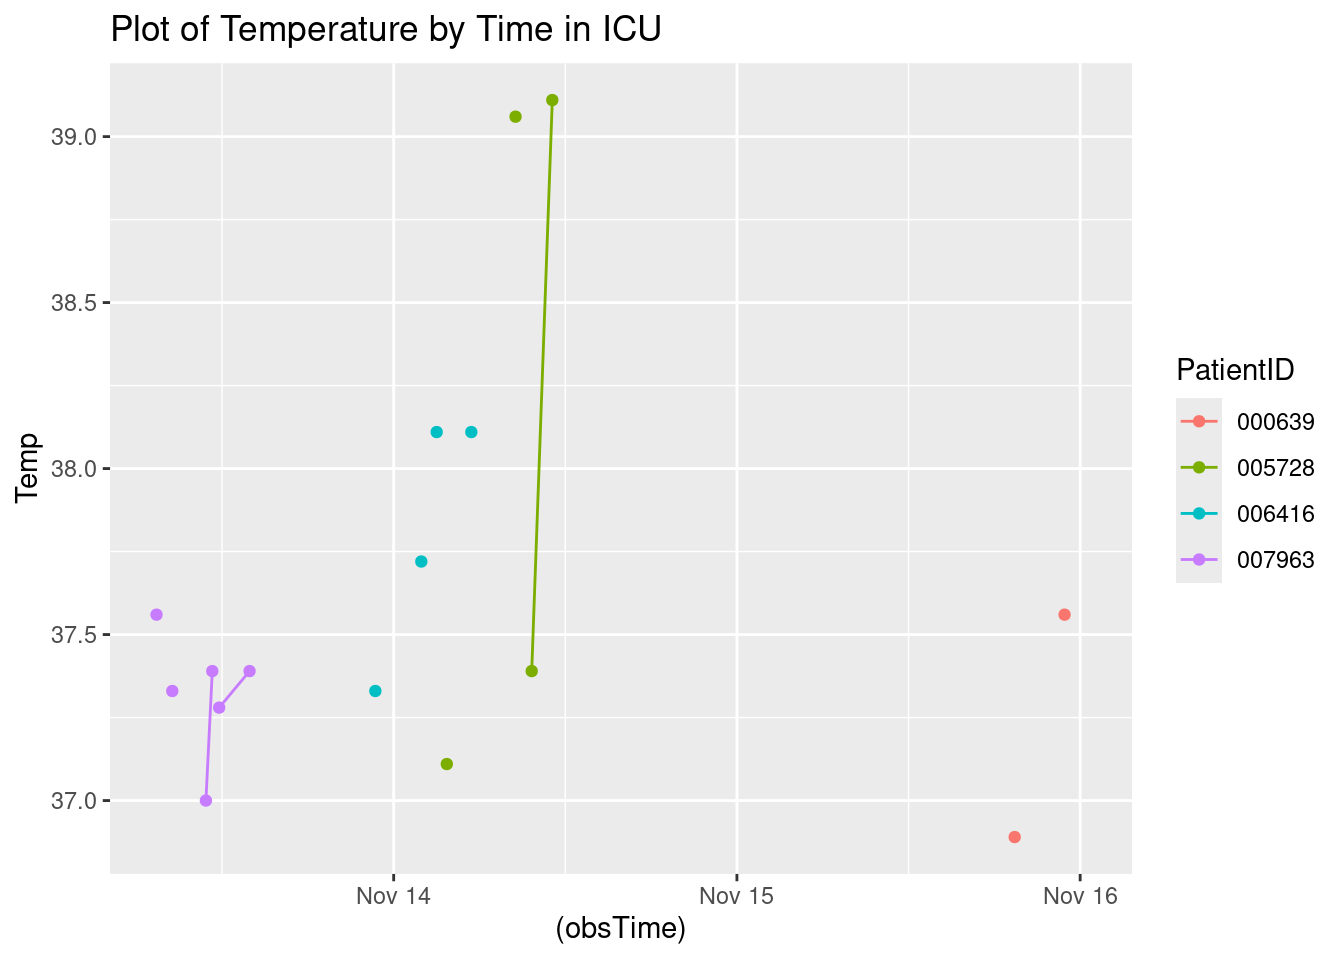 Plot of Temperature by Time in ICU
39.0
38.5
38.0
37.5
37.0
Temp
Nov 14
Nov 15
Nov 16
(obsTime)
PatientID
000639
005728
006416
007963